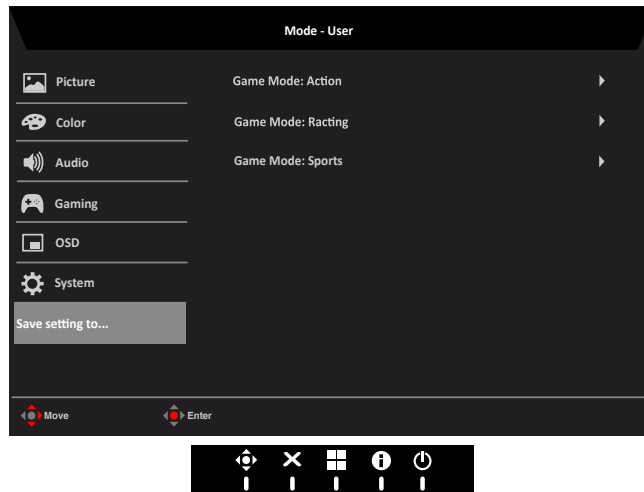 Mode - User
Picture
Game Mode: Action
Color
Game Mode: Racting
Audio
Game Mode: Sports
Gaming
OSD
System
Save setting to...
Move
Enter